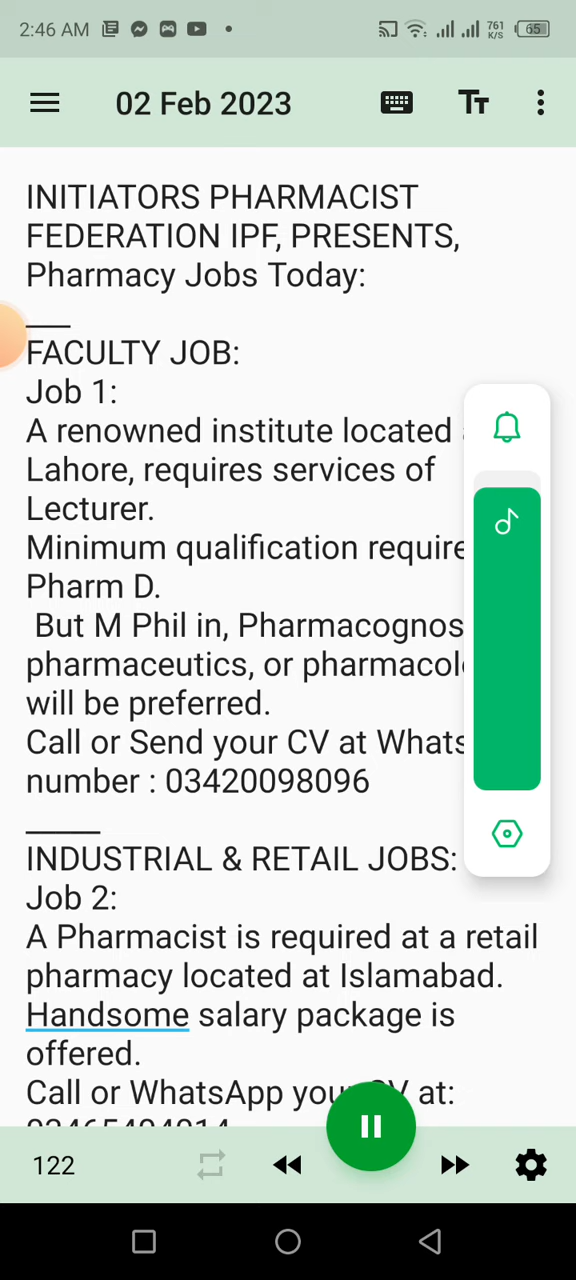 2:46 AM
761 K/S
65
02 Feb 2023
INITIATORS PHARMACIST
FEDERATION IPF, PRESENTS,
Pharmacy Jobs Today:
FACULTY JOB:
Job 1:
A renowned institute located
Lahore, requires services of
Lecturer.
Minimum qualification require
Pharm D.
But M Phil in, Pharmacognos
pharmaceutics, or pharmacol
will be preferred.
Call or Send your CV at Whats
number : 03420098096
INDUSTRIAL & RETAIL JOBS:
Job 2:
A Pharmacist is required at a retail
pharmacy located at Islamabad.
Handsome salary package is
offered.
Call or WhatsApp your CV at:
122